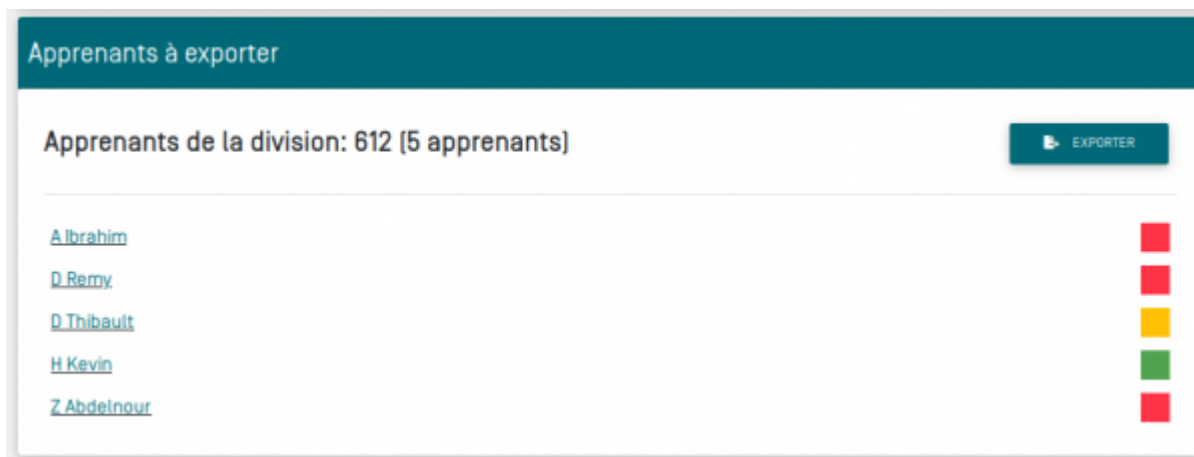 Apprenants à exporter
Apprenants de la division: 612 (5 apprenants)
EXPORTER
A Ibrahim
D Remy
D Thibault
H Kevin
Z Abdelnour